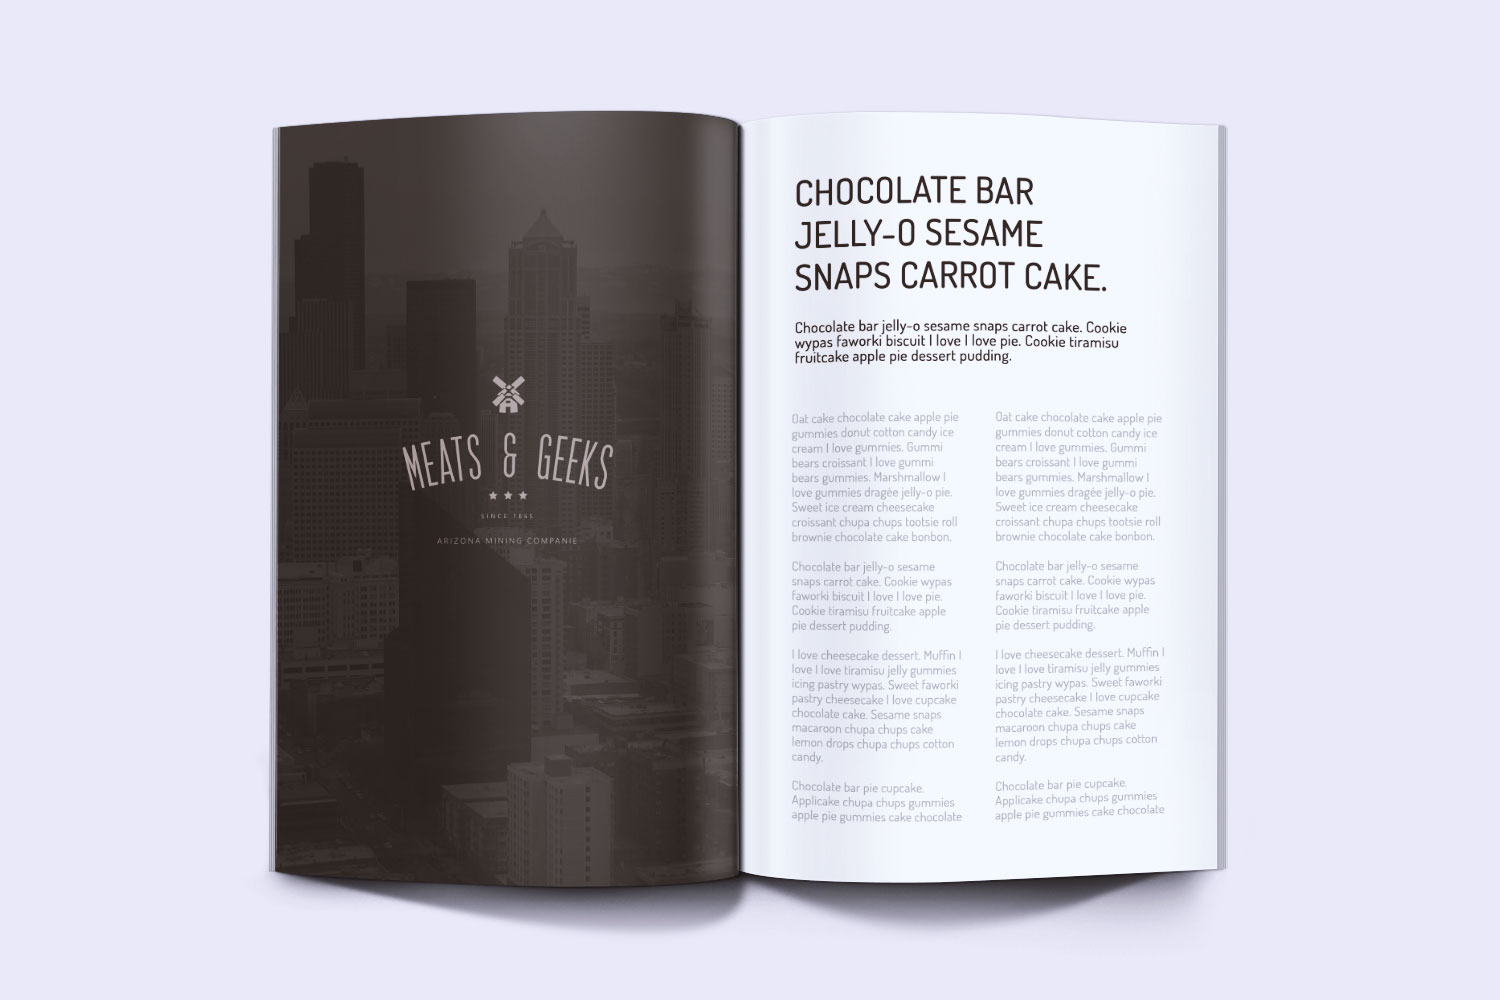 MEATS & GEEKS
SINCE 1865
ARIZONA MINING COMPANIE
CHOCOLATE BAR
JELLY-O SESAME
SNAPS CARROT CAKE.
Chocolate bar jelly-o sesame snaps carrot cake. Cookie
wypas faworki biscuit I love I love pie. Cookie tiramisu
fruitcake apple pie dessert pudding.
Oat cake chocolate cake apple pie
gummies donut cotton candy ice
cream I love gummies. Gummi
bears croissant I love gummi
bears gummies. Marshmallow I
love gummies dragée jelly-o pie.
Sweet ice cream cheesecake
croissant chupa chups tootsie roll
brownie chocolate cake bonbon.
Chocolate bar jelly-o sesame
snaps carrot cake. Cookie wypas
faworki biscuit I love I love pie.
Cookie tiramisu fruitcake apple
pie dessert pudding.
I love cheesecake dessert. Muffin I
love I love tiramisu jelly gummies
icing pastry wypas. Sweet faworki
pastry cheesecake I love cupcake
chocolate cake. Sesame snaps
macaroon chupa chups cake
lemon drops chupa chups cotton
candy.
Chocolate bar pie cupcake.
Applicake chupa chups gummies
apple pie gummies cake chocolate
Oat cake chocolate cake apple pie
gummies donut cotton candy ice
cream I love gummies. Gummi
bears croissant I love gummi
bears gummies. Marshmallow I
love gummies dragée jelly-o pie.
Sweet ice cream cheesecake
croissant chupa chups tootsie roll
brownie chocolate cake bonbon.
Chocolate bar jelly-o sesame
snaps carrot cake. Cookie wypas
faworki biscuit I love I love pie.
Cookie tiramisu fruitcake apple
pie dessert pudding.
I love cheesecake dessert. Muffin I
love I love tiramisu jelly gummies
icing pastry wypas. Sweet faworki
pastry cheesecake I love cupcake
chocolate cake. Sesame snaps
macaroon chupa chups cake
lemon drops chupa chups cotton
candy.
Chocolate bar pie cupcake.
Applicake chupa chups gummies
apple pie gummies cake chocolate